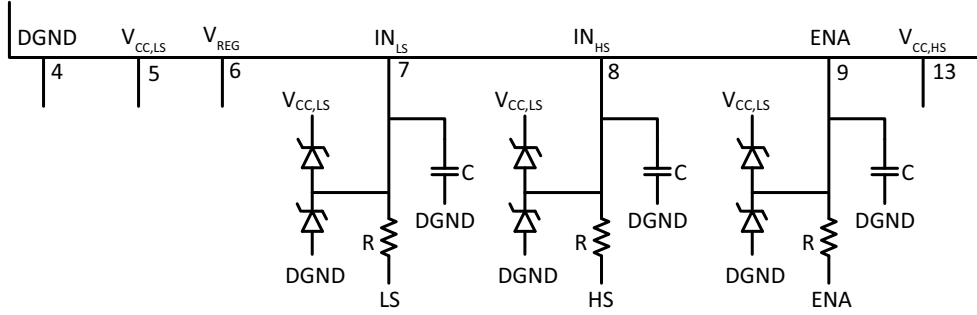 DGND V_CC,LS V_REG IN_LS IN_HS ENA V_CC,HS
4 5 6 7 8 9 13
V_CC,LS V_CC,LS V_CC,LS
C C C
DGND DGND DGND
R R R
DGND DGND DGND
LS HS ENA